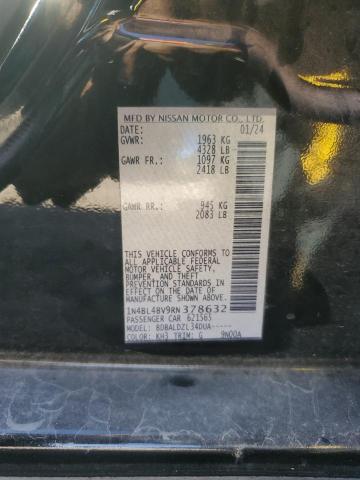 MFD BY NISSAN MOTOR CO., LTD.
DATE: 01/24
GVWR: 1963 KG
4328 LB
GAWR FR.: 1097 KG
2418 LB
GAWR RR.: 945 KG
2083 LB
THIS VEHICLE CONFORMS
TO ALL APPLICABLE FEDERAL
MOTOR VEHICLE SAFETY,
BUMPER, AND THEFT
PREVENTION STANDARDS IN
EFFECT ON THE DATE OF
MANUFACTURE SHOWN ABOVE.
1N4BL4BV9RN378632
PASSENGER CAR 621565
MODEL: BDBALDZL34DUA-----
COLOR: KH3 TRIM: G 9N00A